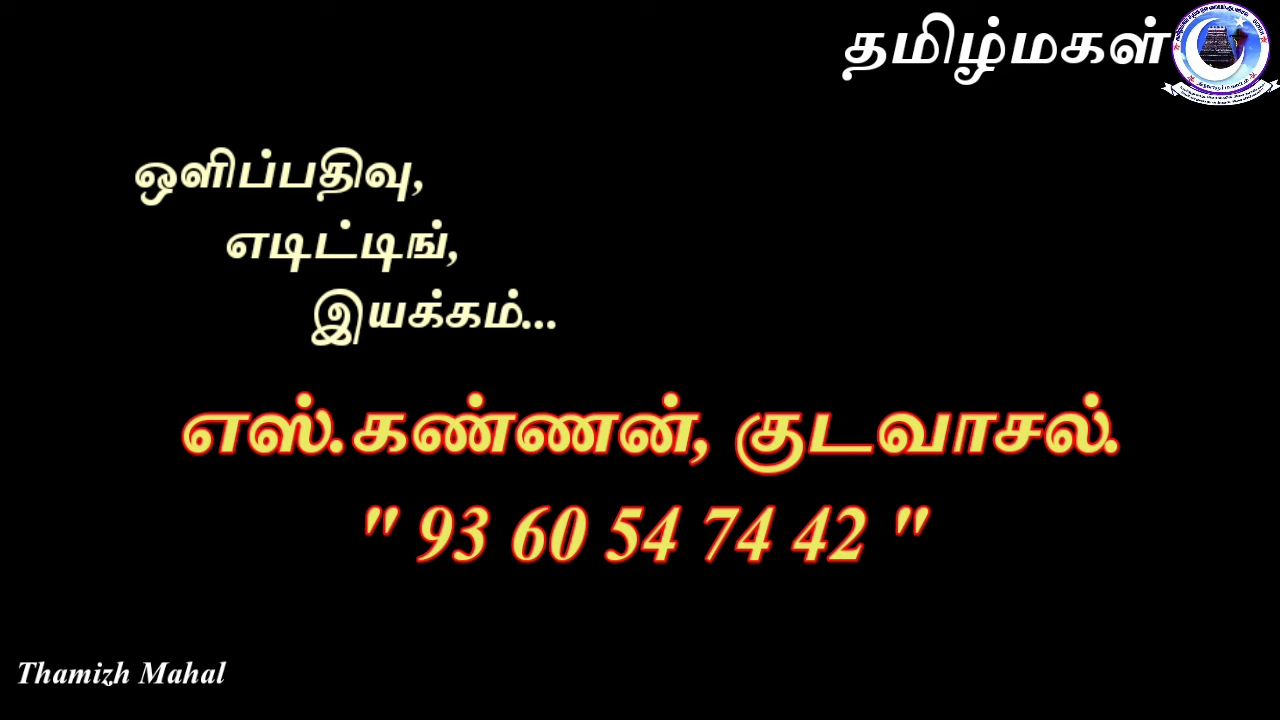 தமிழ்மகள்
ஒளிப்பதிவு,
எடிட்டிங்,
இயக்கம்...
எஸ்.கண்ணன், குடவாசல்.
" 93 60 54 74 42 "
Thamizh Mahal